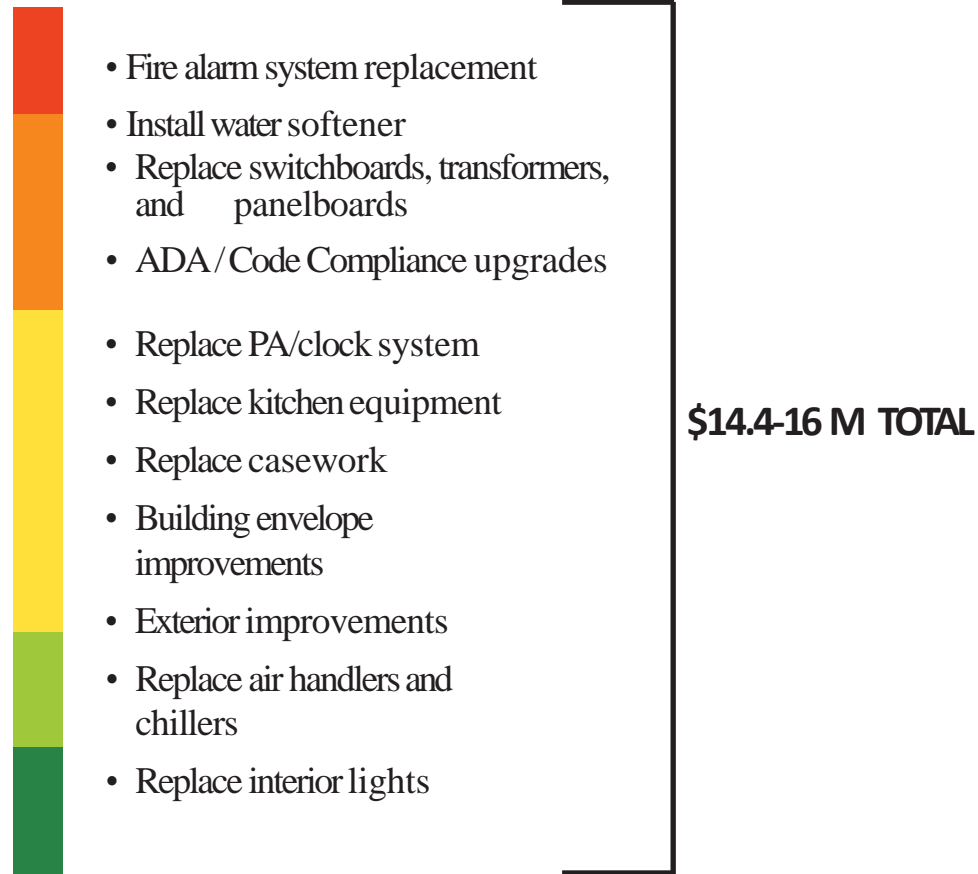 • Fire alarm system replacement
• Install water softener
• Replace switchboards, transformers,
and panelboards
• ADA / Code Compliance upgrades
• Replace PA/clock system
• Replace kitchen equipment
• Replace casework
• Building envelope
improvements
• Exterior improvements
• Replace air handlers and
chillers
• Replace interior lights
$14.4-16 M TOTAL